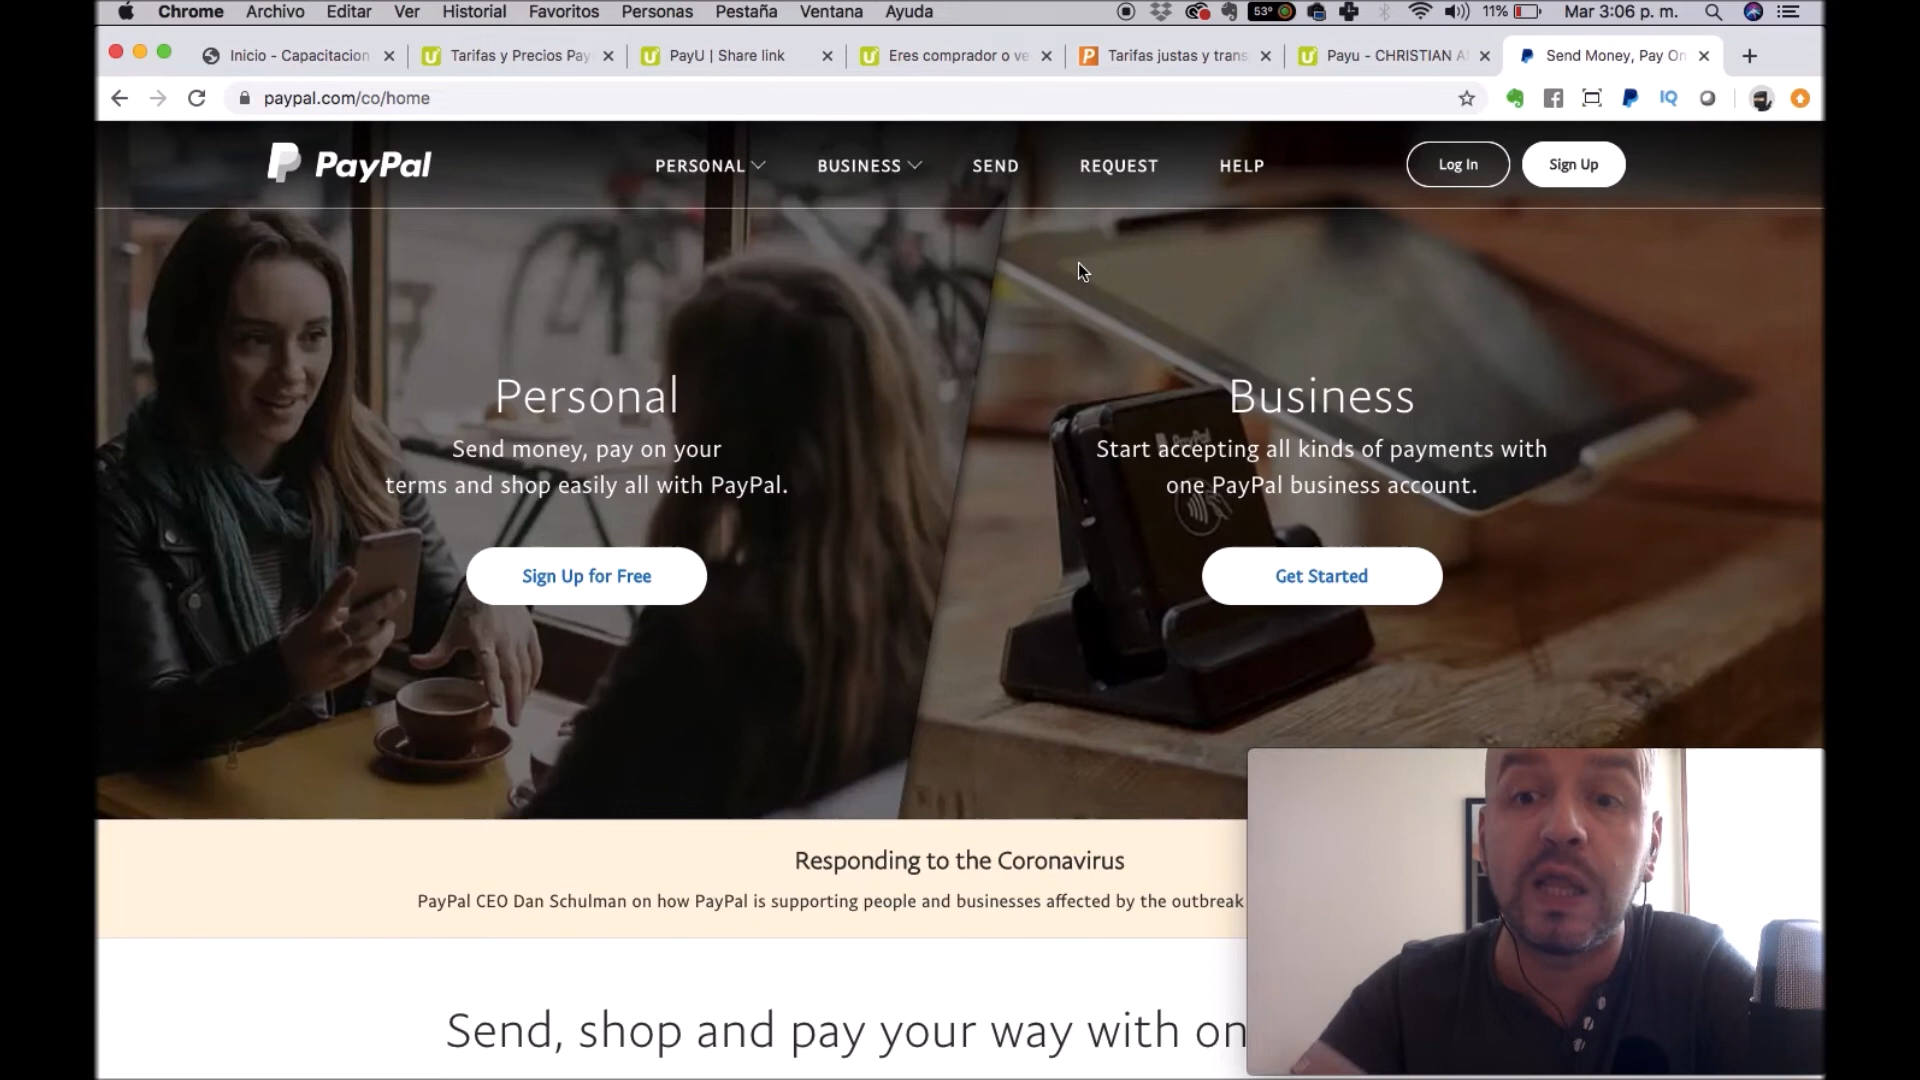 Chrome Archivo Editar Ver Historial Favoritos Personas Pestaña Ventana Ayuda 53° 11% Mar 3:06 p. m.
Inicio - Capacitacion Tarifas y Precios Pay PayU | Share link Eres comprador o ve Tarifas justas y trans Payu - CHRISTIAN A Send Money, Pay On
paypal.com/co/home IQ
PayPal PERSONAL BUSINESS SEND REQUEST HELP Log In Sign Up
Personal
Send money, pay on your
terms and shop easily all with PayPal.
Sign Up for Free
Business
Start accepting all kinds of payments with
one PayPal business account.
Get Started
Responding to the Coronavirus
PayPal CEO Dan Schulman on how PayPal is supporting people and businesses affected by the outbreak
Send, shop and pay your way with on